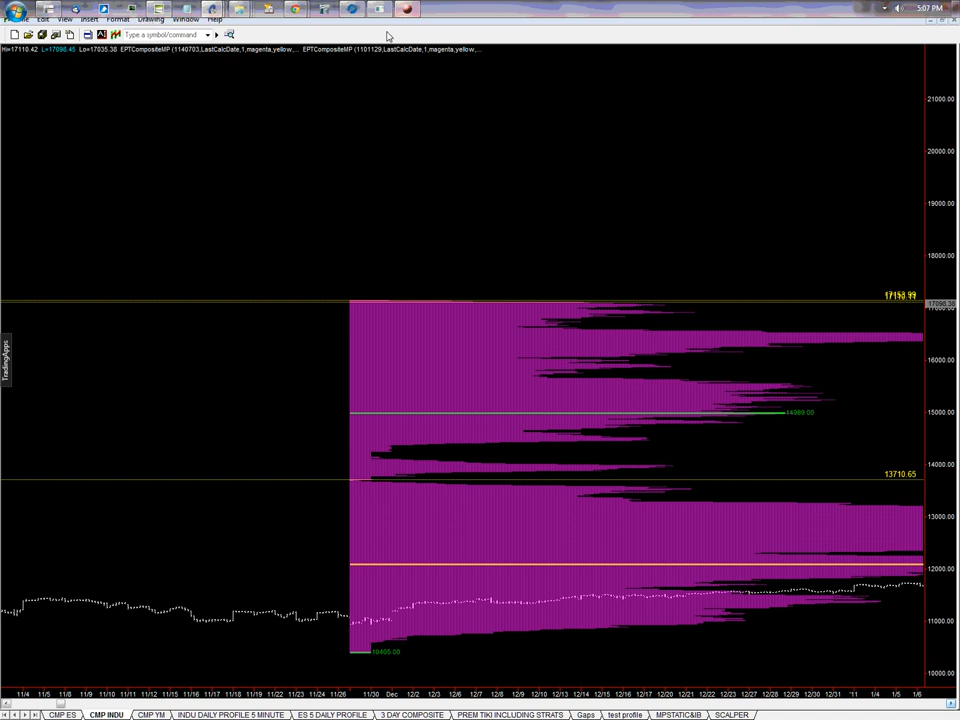 5:07 PM
Edit View Insert Format Drawing Window Help
Type a symbol/command
Hi=17110.42 L=17098.45 Lo=17035.38 EPTCompositeMP (1140703,LastCalcDate,1,magenta,yellow,... EPTCompositeMP (1101129,LastCalcDate,1,magenta,yellow,...
21000.00
20000.00
19000.00
18000.00
17098.38
17000.00
TradingApps
16000.00
15000.00
14989.00
14000.00
13710.65
13000.00
12000.00
11000.00
10405.00
10000.00
11/4 11/5 11/8 11/9 11/10 11/11 11/12 11/15 11/16 11/17 11/18 11/19 11/22 11/23 11/24 11/26 11/30 Dec 12/2 12/3 12/6 12/7 12/8 12/9 12/10 12/13 12/14 12/15 12/16 12/17 12/20 12/21 12/22 12/23 12/27 12/28 12/29 12/30 12/31 '11 1/4 1/5 1/6
CMP ES CMP INDU CMP YM INDU DAILY PROFILE 5 MINUTE ES 5 DAILY PROFILE 3 DAY COMPOSITE PREM TIKI INCLUDING STRATS Gaps test profile MPSTATIC&IB SCALPER